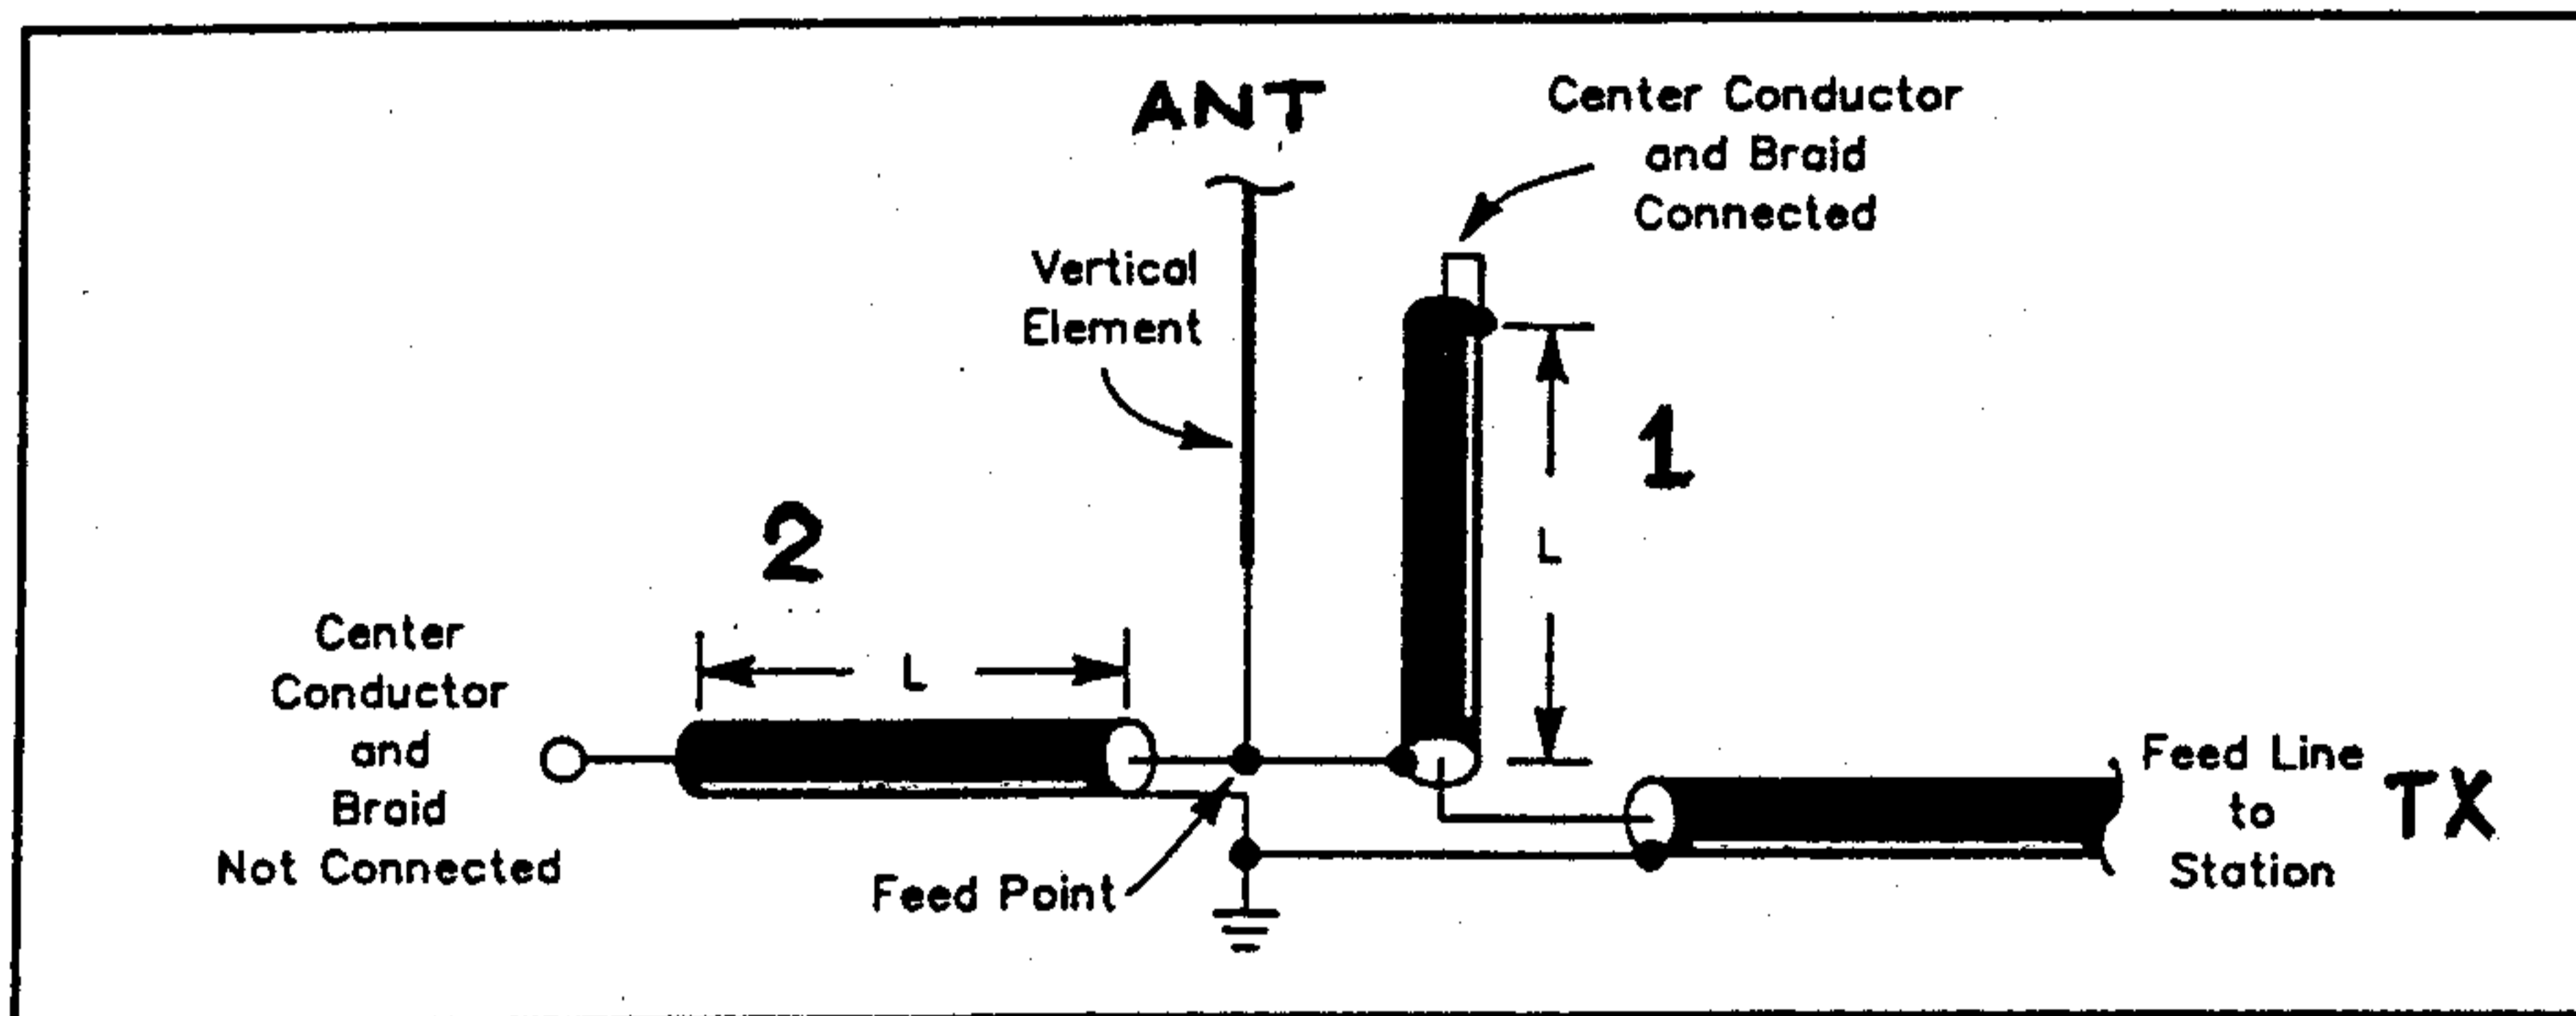 ANT
Center Conductor
and Braid
Connected
Vertical
Element
1
L
2
L
Center
Conductor
and
Braid
Not Connected
Feed Point
Feed Line
to
Station
TX